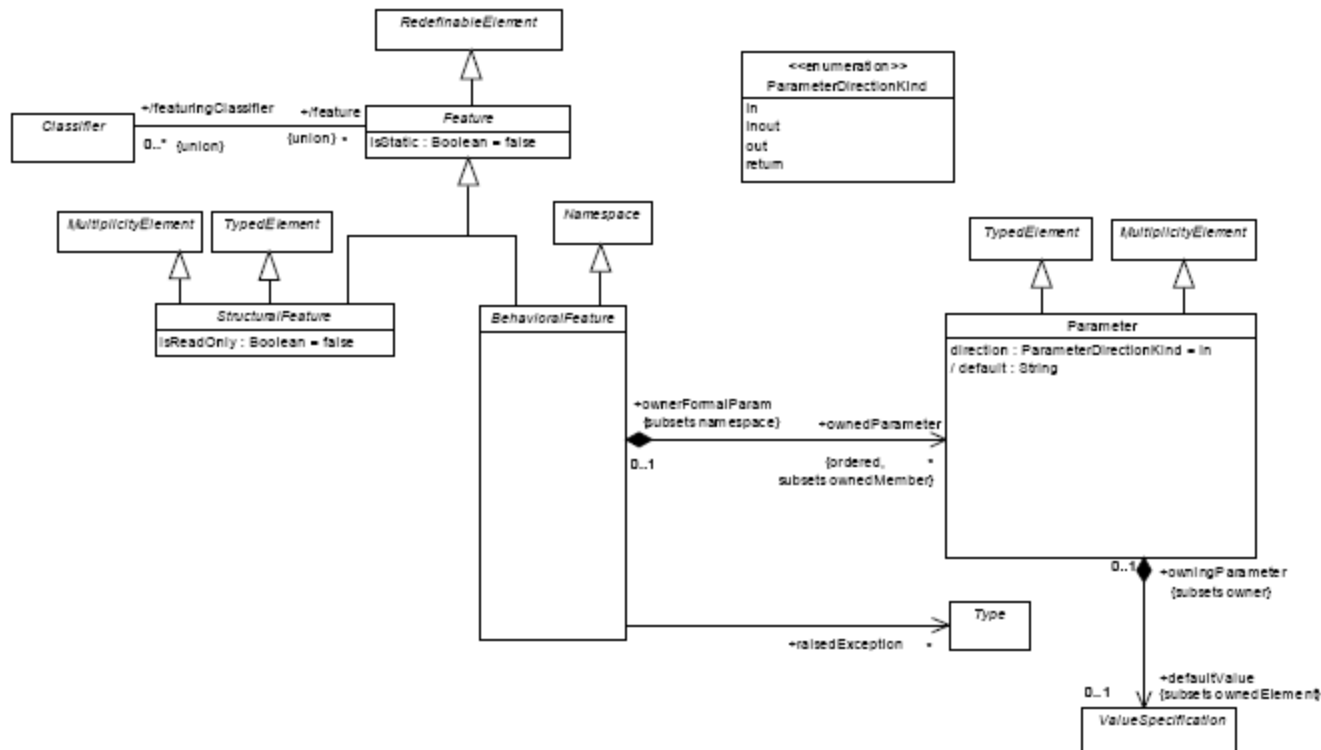 RedefinableElement
<<enumeration>>
ParameterDirectionKind
in
inout
out
return
Classifier
+/featuringClassifier
0..* {union}
+/feature
{union} *
Feature
isStatic : Boolean = false
MultiplicityElement
TypedElement
Namespace
TypedElement
MultiplicityElement
StructuralFeature
isReadOnly : Boolean = false
BehavioralFeature
Parameter
direction : ParameterDirectionKind = in
/ default : String
+ownerFormalParam
{subsets namespace}
0..1
+ownedParameter
{ordered, *
subsets ownedMember}
0..1
+owningParameter
{subsets owner}
Type
+raisedException *
+defaultValue
0..1 {subsets ownedElement}
ValueSpecification